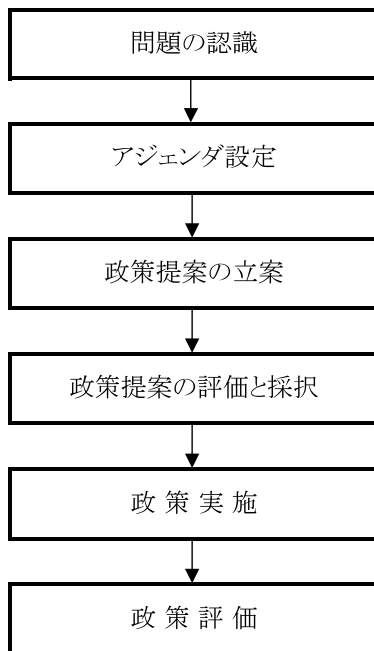 問題の認識
アジェンダ設定
政策提案の立案
政策提案の評価と採択
政 策 実 施
政 策 評 価